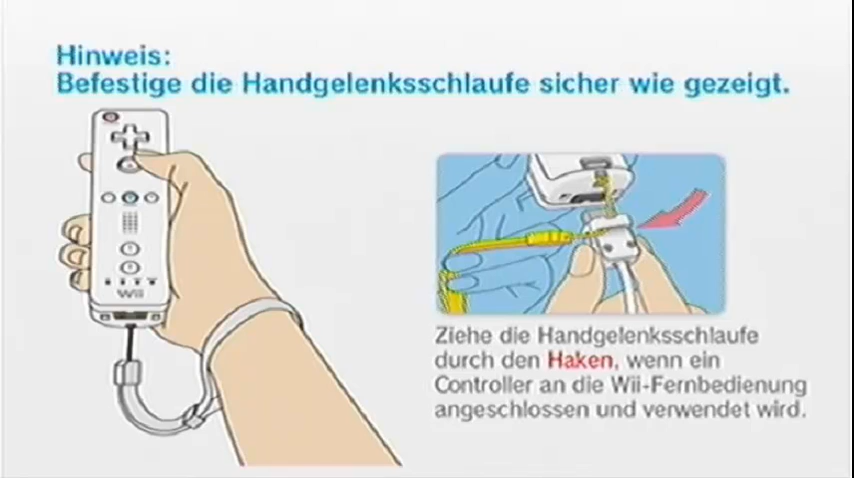 Hinweis:
Befestige die Handgelenksschlaufe sicher wie gezeigt.
Wii
Ziehe die Handgelenksschlaufe
durch den Haken, wenn ein
Controller an die Wii-Fernbedienung
angeschlossen und verwendet wird.